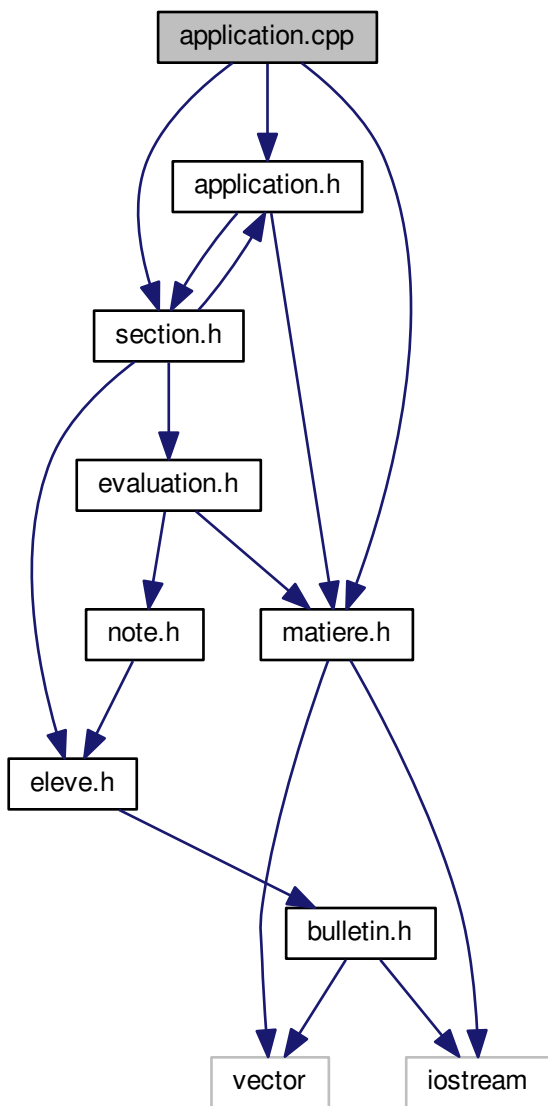 application.cpp
application.h
section.h
evaluation.h
note.h
matiere.h
eleve.h
bulletin.h
vector
iostream